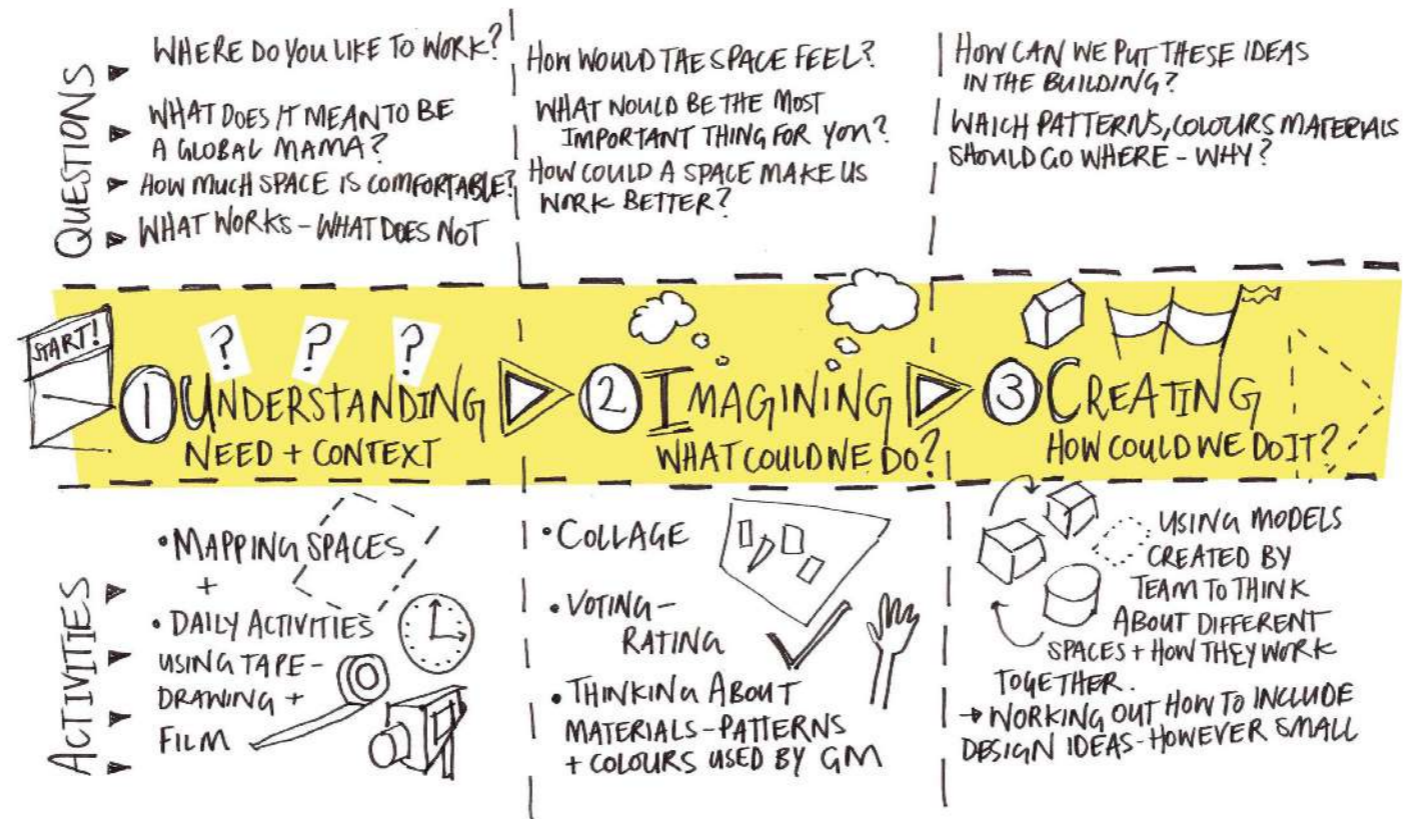 QUESTIONS
WHERE DO YOU LIKE TO WORK?
WHAT DOES IT MEAN TO BE
A GLOBAL MAMA?
HOW MUCH SPACE IS COMFORTABLE?
WHAT WORKS - WHAT DOES NOT
HOW WOULD THE SPACE FEEL?
WHAT WOULD BE THE MOST
IMPORTANT THING FOR YOU?
HOW COULD A SPACE MAKE US
WORK BETTER?
HOW CAN WE PUT THESE IDEAS
IN THE BUILDING?
WHICH PATTERNS, COLOURS MATERIALS
SHOULD GO WHERE - WHY?
START!
? ? ?
1 UNDERSTANDING
NEED + CONTEXT
2 IMAGINING
WHAT COULD WE DO?
3 CREATING
HOW COULD WE DO IT?
ACTIVITIES
• MAPPING SPACES
+
• DAILY ACTIVITIES
USING TAPE -
DRAWING +
FILM
• COLLAGE
• VOTING -
RATING
• THINKING ABOUT
MATERIALS - PATTERNS
+ COLOURS USED BY GM
USING MODELS
CREATED BY
TEAM TO THINK
ABOUT DIFFERENT
SPACES + HOW THEY WORK
TOGETHER.
→ WORKING OUT HOW TO INCLUDE
DESIGN IDEAS - HOWEVER SMALL